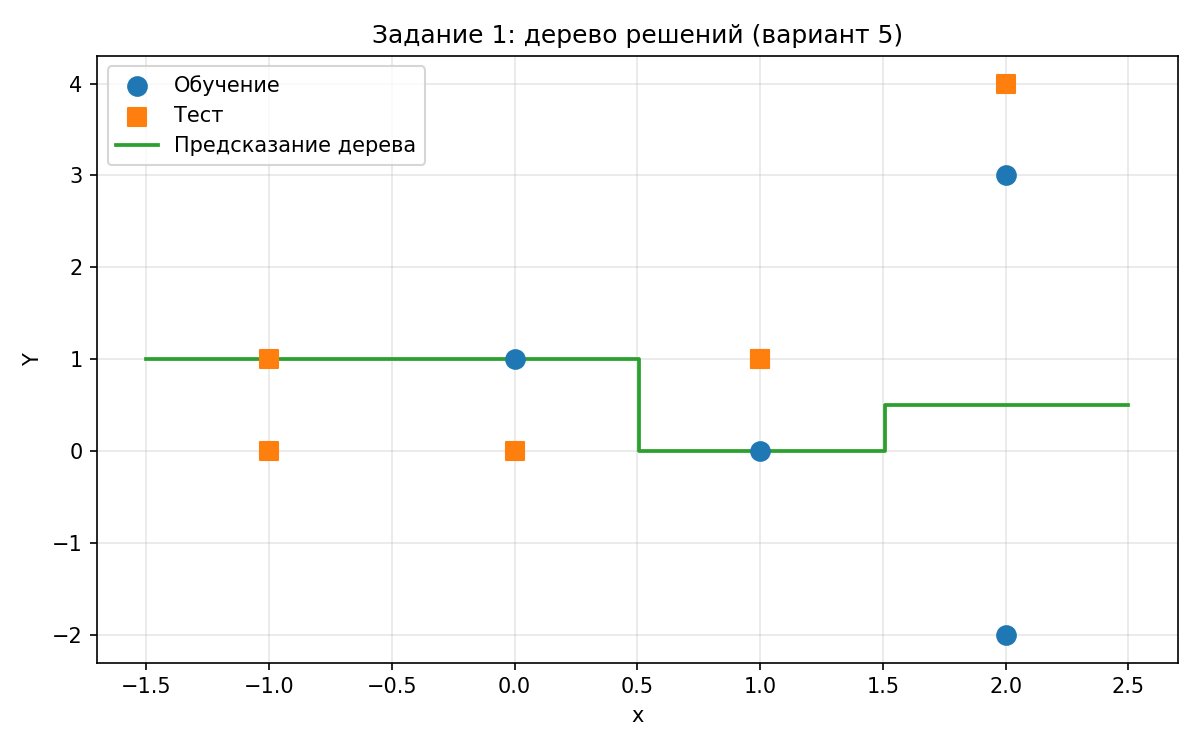 Задание 1: дерево решений (вариант 5)
Обучение
Тест
Предсказание дерева
Y
4
3
2
1
0
−1
−2
−1.5 −1.0 −0.5 0.0 0.5 1.0 1.5 2.0 2.5
x